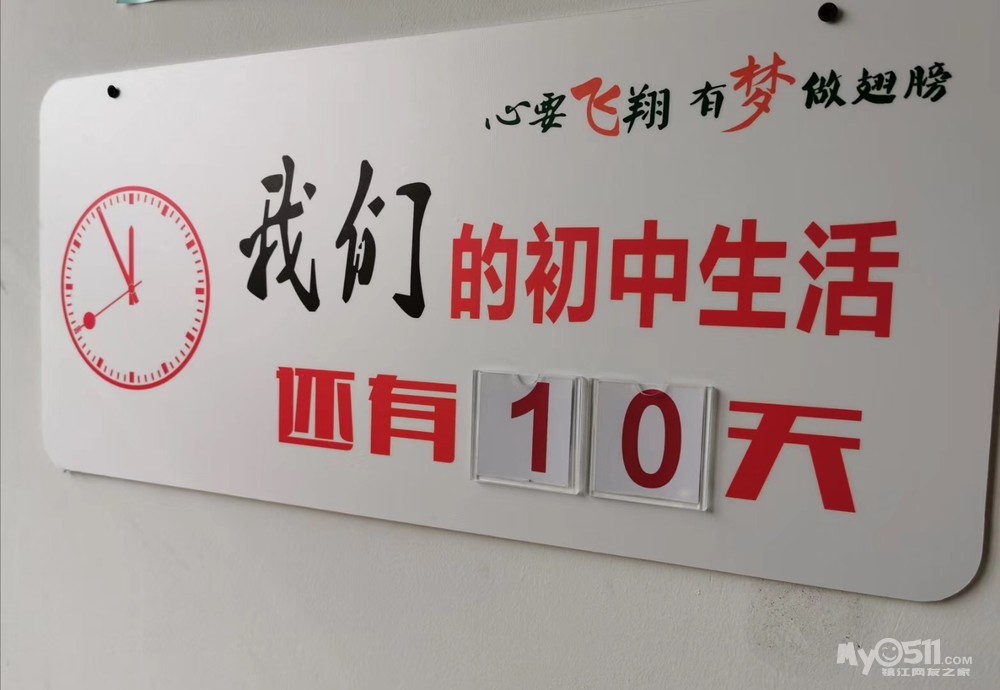 心要飞翔 有梦做翅膀
我们的初中生活
还有10天
My0511.COM
镇江网友之家